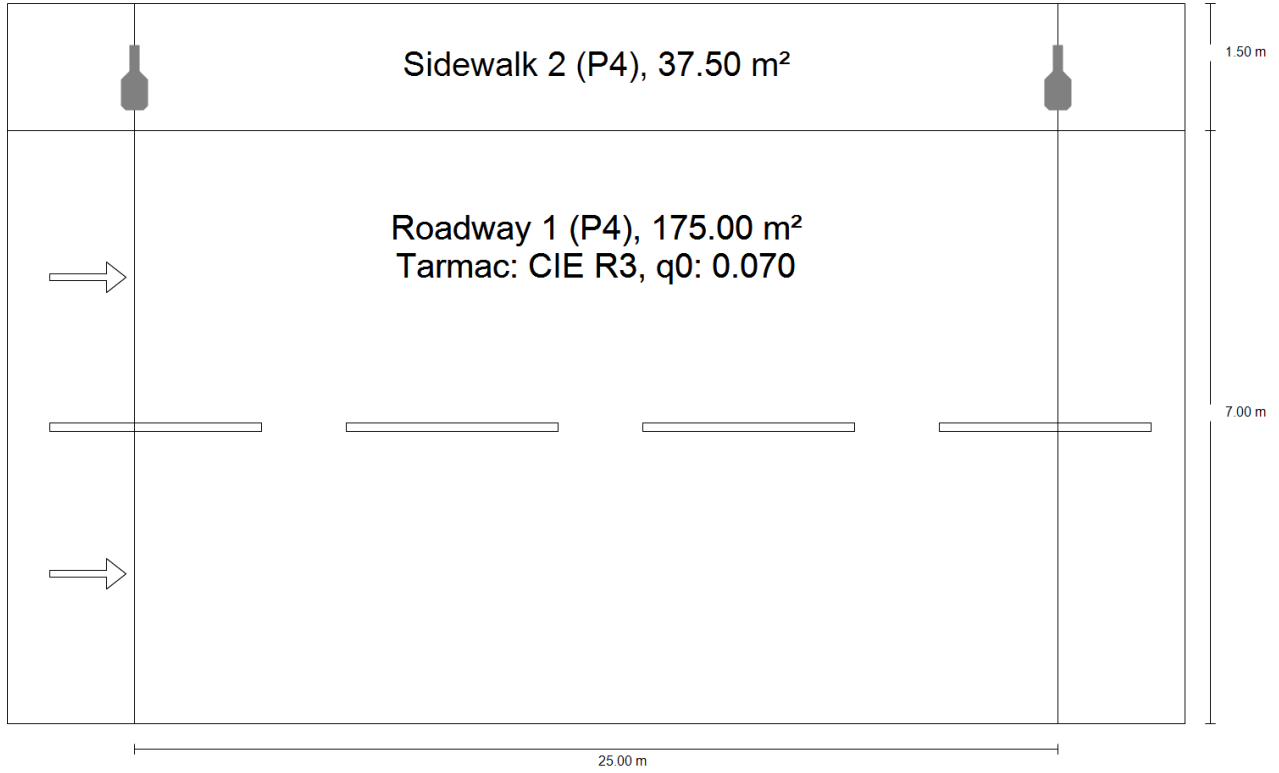 Sidewalk 2 (P4), 37.50 m²
1.50 m
Roadway 1 (P4), 175.00 m²
Tarmac: CIE R3, q0: 0.070
7.00 m
25.00 m